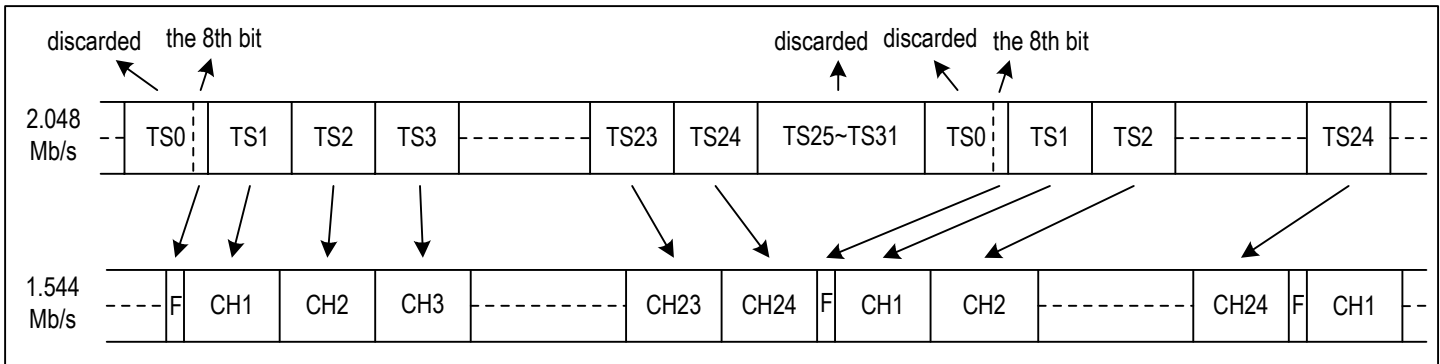 discarded the 8th bit discarded discarded the 8th bit
2.048
Mb/s
TS0 TS1 TS2 TS3 TS23 TS24 TS25~TS31 TS0 TS1 TS2 TS24
1.544
Mb/s
F CH1 CH2 CH3 CH23 CH24 F CH1 CH2 CH24 F CH1